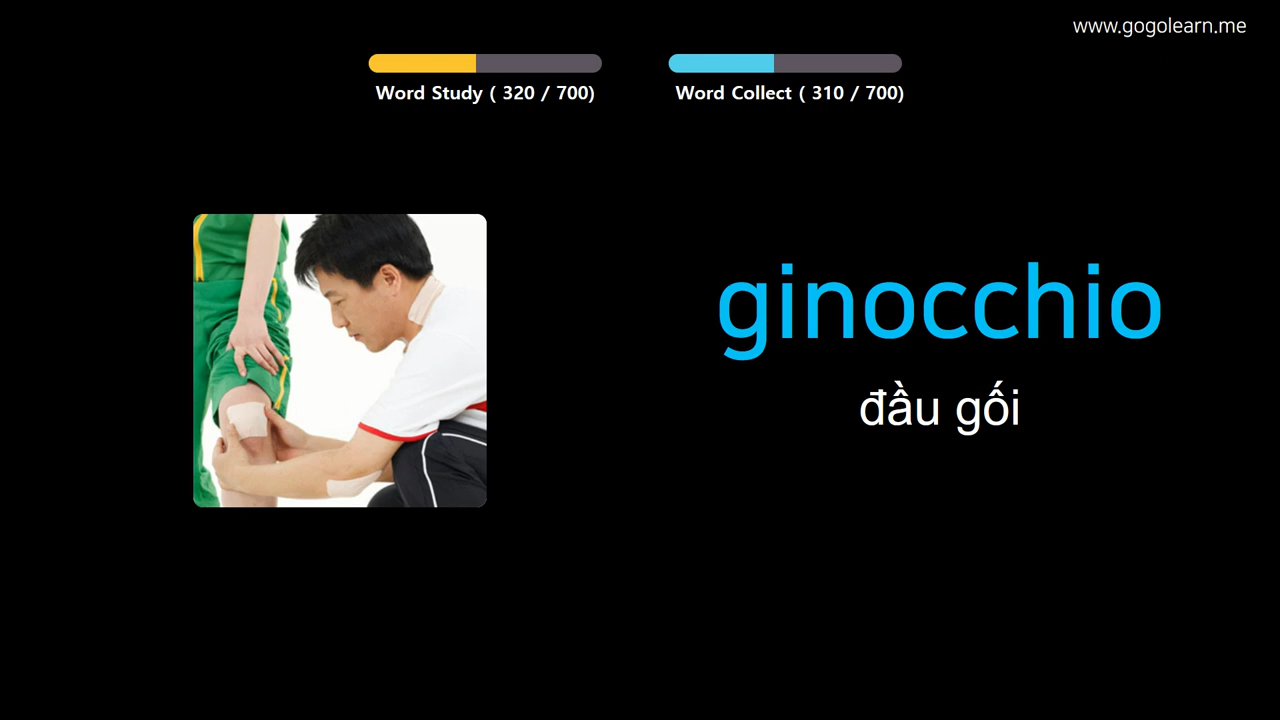 www.gogolearn.me
Word Study ( 320 / 700)
Word Collect ( 310 / 700)
ginocchio
đầu gối